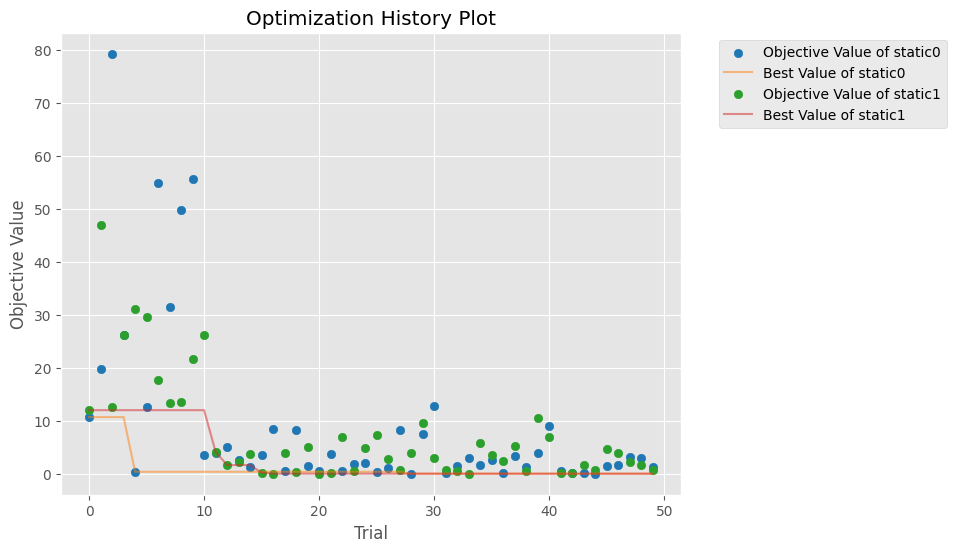 Optimization History Plot
Objective Value of static0
Best Value of static0
Objective Value of static1
Best Value of static1
Objective Value
80
70
60
50
40
30
20
10
0
0
10
20
30
40
50
Trial